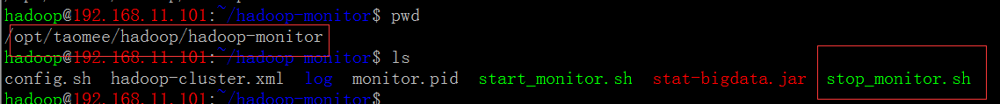 hadoop@192.168.11.101:~/hadoop-monitor$ pwd
/opt/taomee/hadoop/hadoop-monitor
hadoop@192.168.11.101:~/hadoop-monitor$ ls
config.sh  hadoop-cluster.xml  log  monitor.pid  start_monitor.sh  stat-bigdata.jar  stop_monitor.sh
hadoop@192.168.11.101:~/hadoop-monitor$